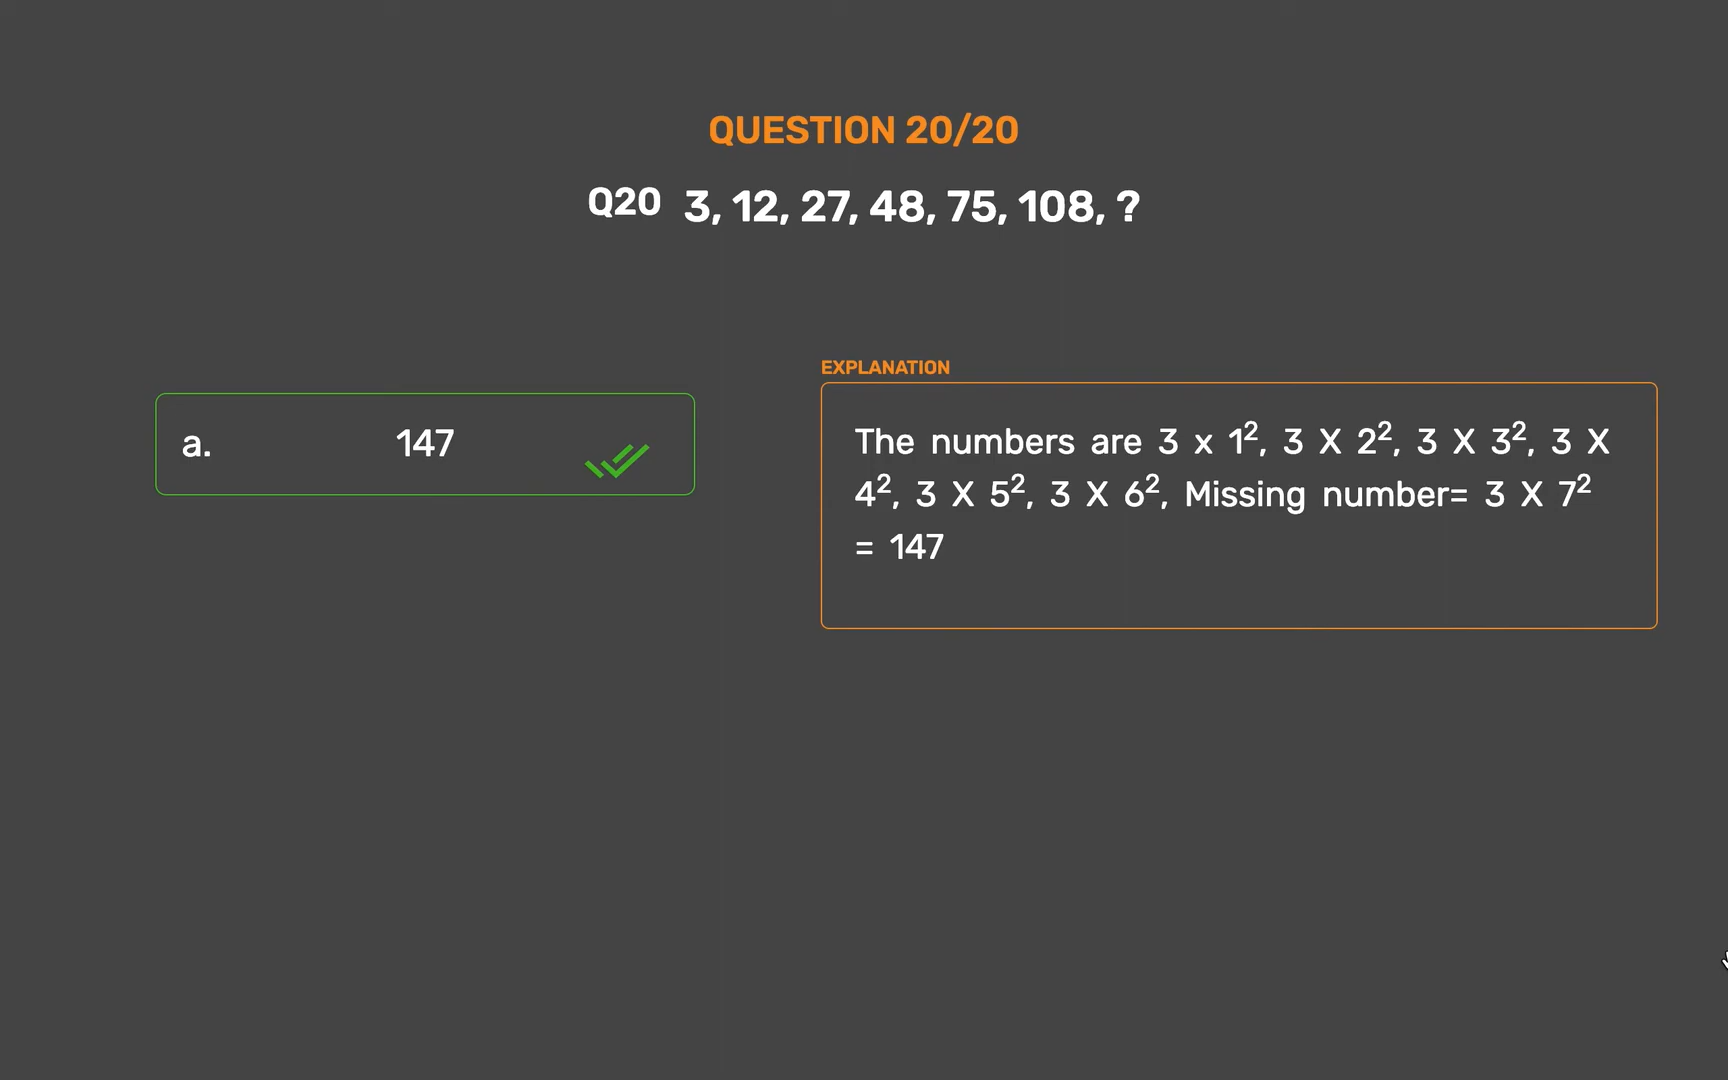 QUESTION 20/20
Q20 3, 12, 27, 48, 75, 108, ?
EXPLANATION
a. 147
The numbers are 3 x 1², 3 X 2², 3 X 3², 3 X
4², 3 X 5², 3 X 6², Missing number= 3 X 7²
= 147